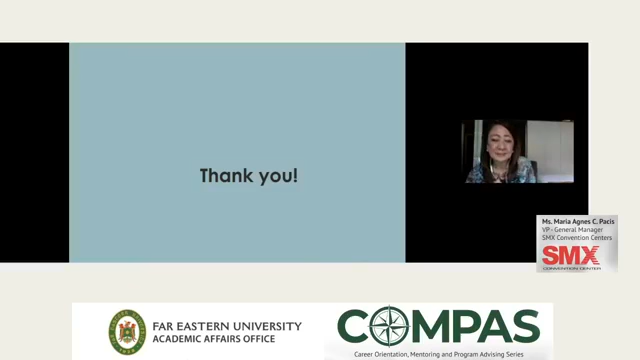 Thank you!
Ms. Maria Agnes C. Pacis
VP - General Manager
SMX Convention Centers
SMX
CONVENTION CENTER
FAR EASTERN UNIVERSITY
ACADEMIC AFFAIRS OFFICE
COMPAS
Career Orientation, Mentoring and Program Advising Series